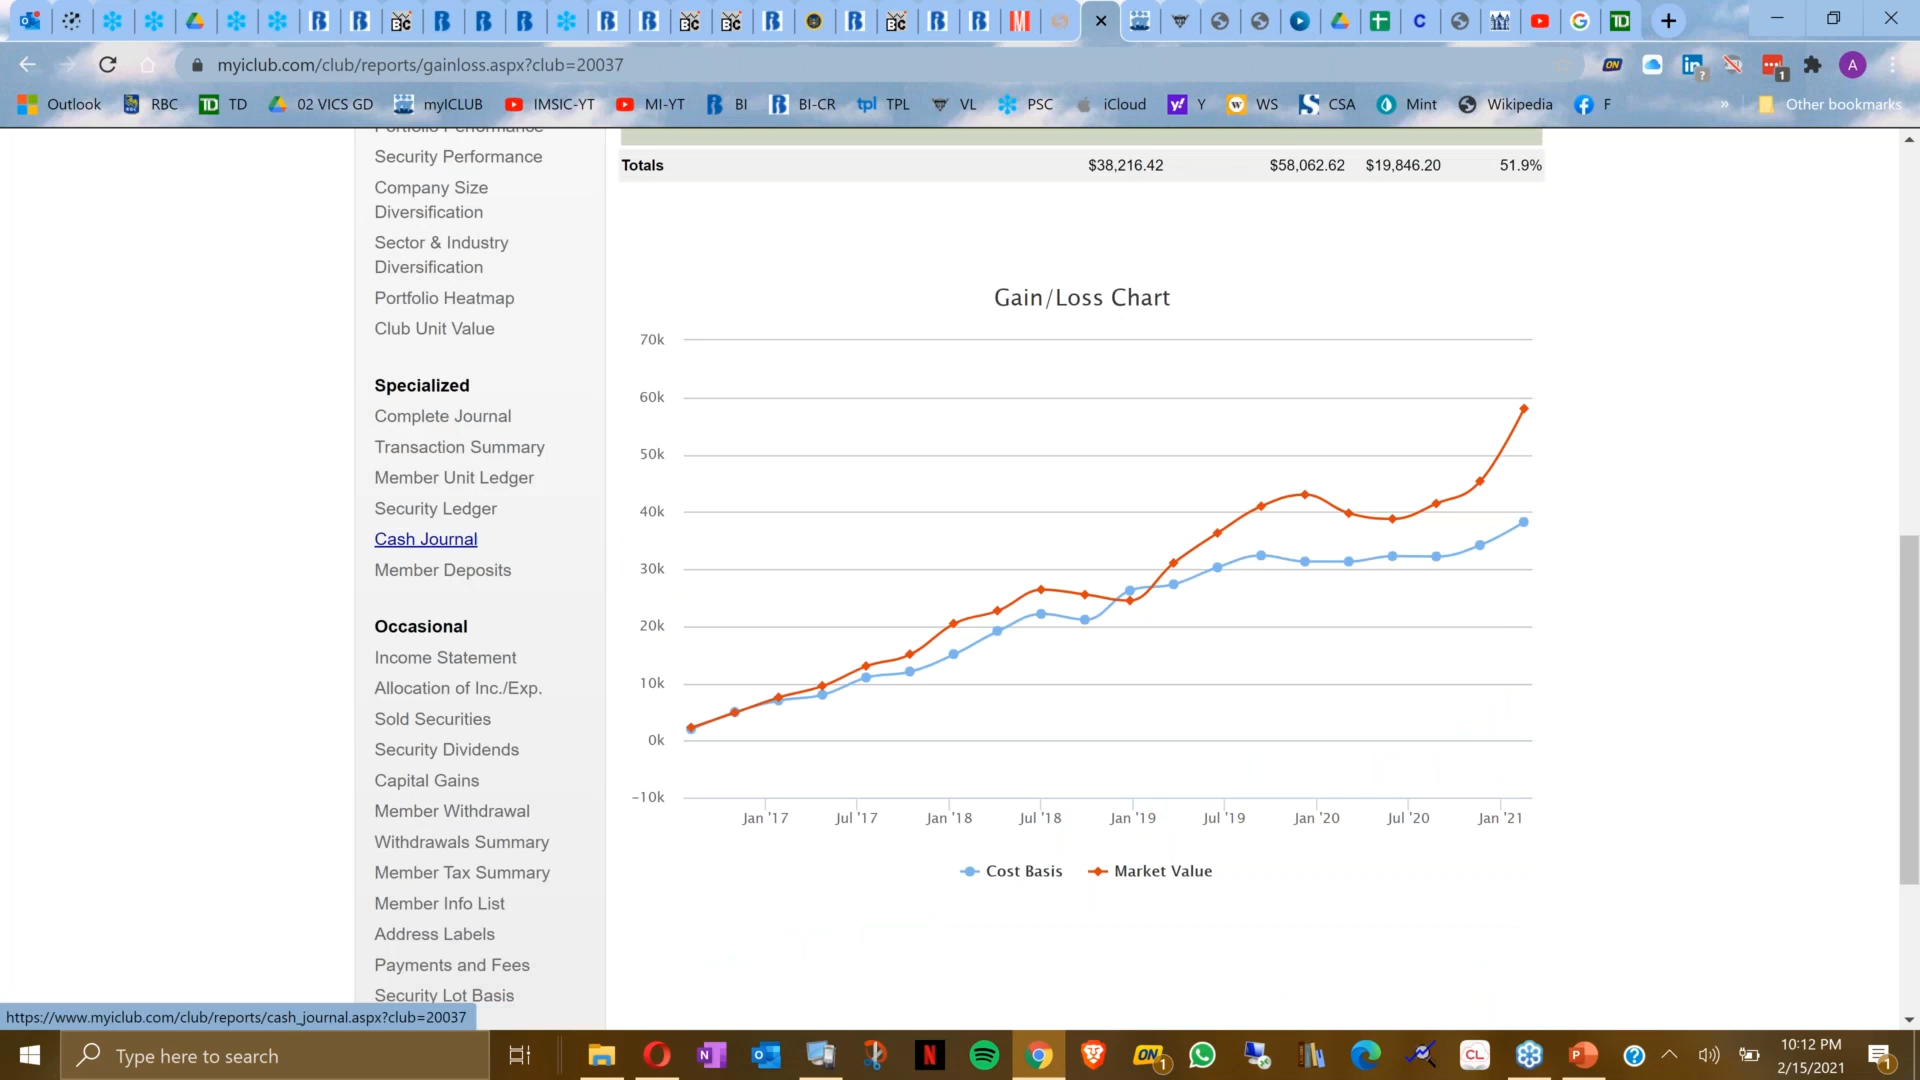 myiclub.com/club/reports/gainloss.aspx?club=20037
Outlook RBC TD 02 VICS GD myICLUB IMSIC-YT MI-YT BI BI-CR TPL VL PSC iCloud Y WS CSA Mint Wikipedia F » Other bookmarks
Portfolio Performance
Security Performance
Company Size
Diversification
Sector & Industry
Diversification
Portfolio Heatmap
Club Unit Value
Specialized
Complete Journal
Transaction Summary
Member Unit Ledger
Security Ledger
Cash Journal
Member Deposits
Occasional
Income Statement
Allocation of Inc./Exp.
Sold Securities
Security Dividends
Capital Gains
Member Withdrawal
Withdrawals Summary
Member Tax Summary
Member Info List
Address Labels
Payments and Fees
Security Lot Basis
Totals $38,216.42 $58,062.62 $19,846.20 51.9%
Gain/Loss Chart
70k
60k
50k
40k
30k
20k
10k
0k
-10k
Jan '17 Jul '17 Jan '18 Jul '18 Jan '19 Jul '19 Jan '20 Jul '20 Jan '21
Cost Basis Market Value
https://www.myiclub.com/club/reports/cash_journal.aspx?club=20037
Type here to search
10:12 PM
2/15/2021